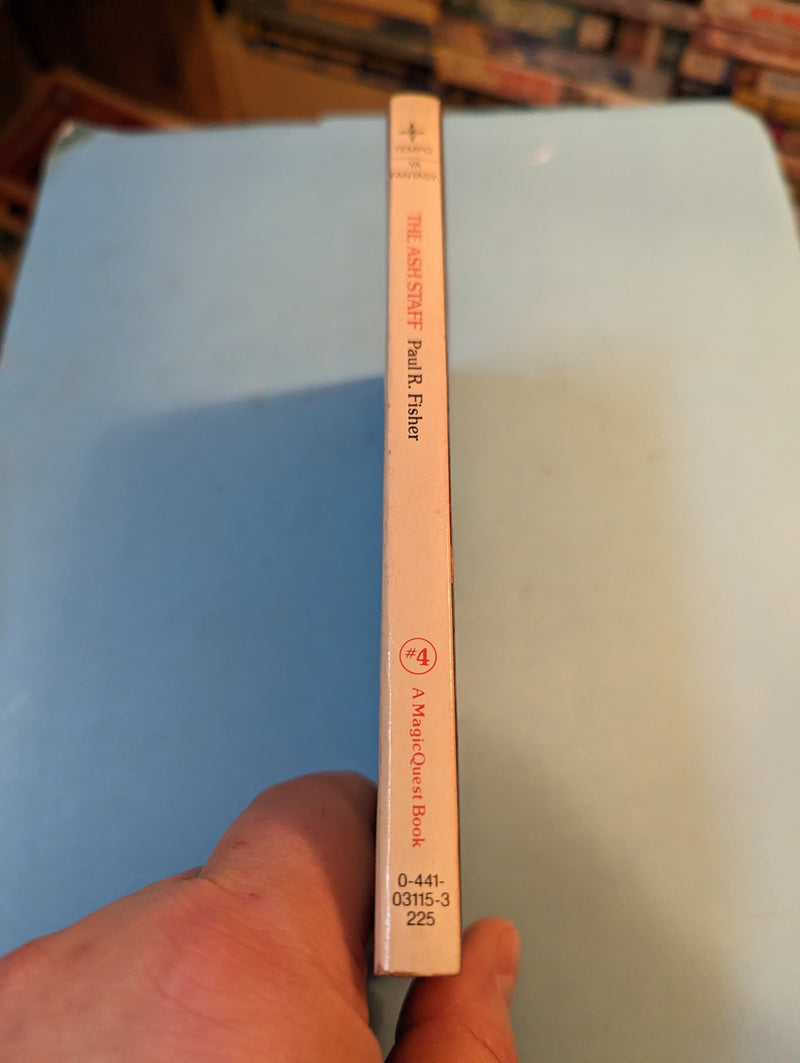 TEMPO
YA
FANTASY
THE ASH STAFF Paul R. Fisher
#4 A MagicQuest Book
0-441-
03115-3
225